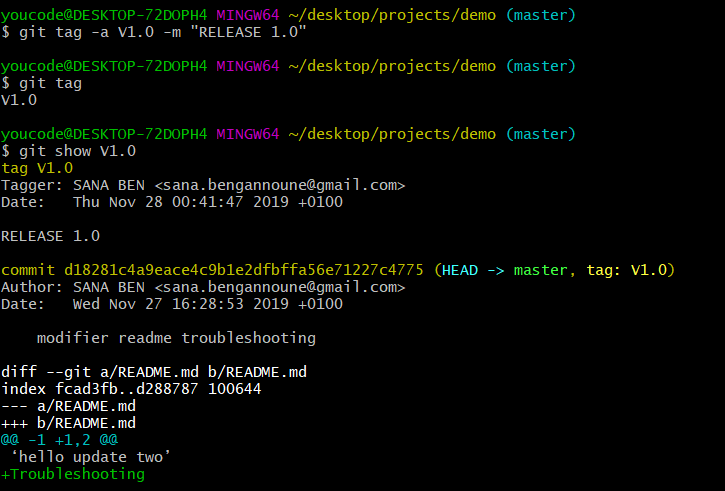 youcode@DESKTOP-72DOPH4 MINGW64 ~/desktop/projects/demo (master)
$ git tag -a V1.0 -m "RELEASE 1.0"
youcode@DESKTOP-72DOPH4 MINGW64 ~/desktop/projects/demo (master)
$ git tag
V1.0
youcode@DESKTOP-72DOPH4 MINGW64 ~/desktop/projects/demo (master)
$ git show V1.0
tag V1.0
Tagger: SANA BEN <sana.bengannoune@gmail.com>
Date:   Thu Nov 28 00:41:47 2019 +0100
RELEASE 1.0
commit d18281c4a9eace4c9b1e2dfbffa56e71227c4775 (HEAD -> master, tag: V1.0)
Author: SANA BEN <sana.bengannoune@gmail.com>
Date:   Wed Nov 27 16:28:53 2019 +0100
    modifier readme troubleshooting
diff --git a/README.md b/README.md
index fcad3fb..d288787 100644
--- a/README.md
+++ b/README.md
@@ -1 +1,2 @@
 ‘hello update two’
+Troubleshooting